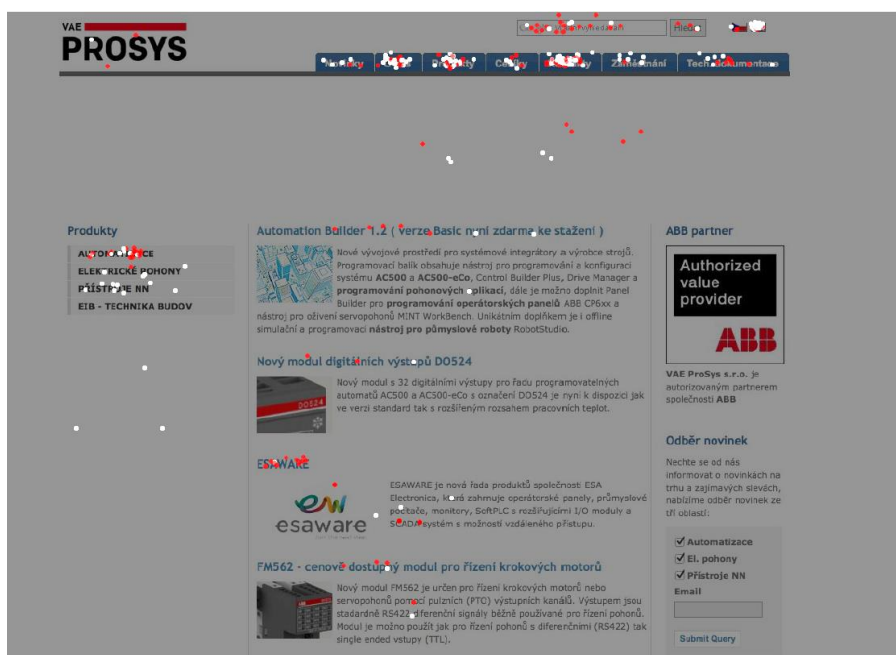 VAE
PROSYS
Produkty
ELEKTRICKÉ POHONY
EIB - TECHNIKA BUDOV
Automation Builder 1.2 ( verze Basic nyní zdarma ke stažení )
Nové vývojové prostředí pro systémové integrátory a výrobce strojů.
Programovací balík obsahuje nástroj pro programování a konfiguraci
systému AC500 a AC500-eCo, Control Builder Plus, Drive Manager a
programování pohonových aplikací, dále je možno doplnit Panel
Builder pro programování operátorských panelů ABB CP6xx a
nástroj pro oživení servopohonů MINT WorkBench. Unikátním doplňkem je i offline
simulační a programovací nástroj pro půmyslové roboty RobotStudio.
Nový modul digitálních výstupů DO524
DO524
Nový modul s 32 digitálními výstupy pro řadu programovatelných
automatů AC500 a AC500-eCo s označení DO524 je nyní k dispozici jak
ve verzi standard tak s rozšířeným rozsahem pracovních teplot.
ESAWARE
esaware
ESAWARE je nová řada produktů společnosti ESA
Electronica, která zahrnuje operátorské panely, průmyslové
počítače, monitory, SoftPLC s rozšiřujícími I/O moduly a
SCADA systém s možností vzdáleného přístupu.
FM562 - cenově dostupný modul pro řízení krokových motorů
Nový modul FM562 je určen pro řízení krokových motorů nebo
servopohonů pomocí pulzních (PTO) výstupních kanálů. Výstupem jsou
stadardně RS422 diferenční signály běžně používané pro řízení pohonů.
Modul je možno použít jak pro řízení pohonů s diferenčními (RS422) tak
single ended vstupy (TTL).
ABB partner
Authorized
value
provider
ABB
VAE ProSys s.r.o. je
autorizovaným partnerem
společnosti ABB
Odběr novinek
Nechte se od nás
informovat o novinkách na
trhu a zajímavých slevách,
nabízíme odběr novinek ze
tří oblastí:
Automatizace
El. pohony
Přístroje NN
Email
Submit Query